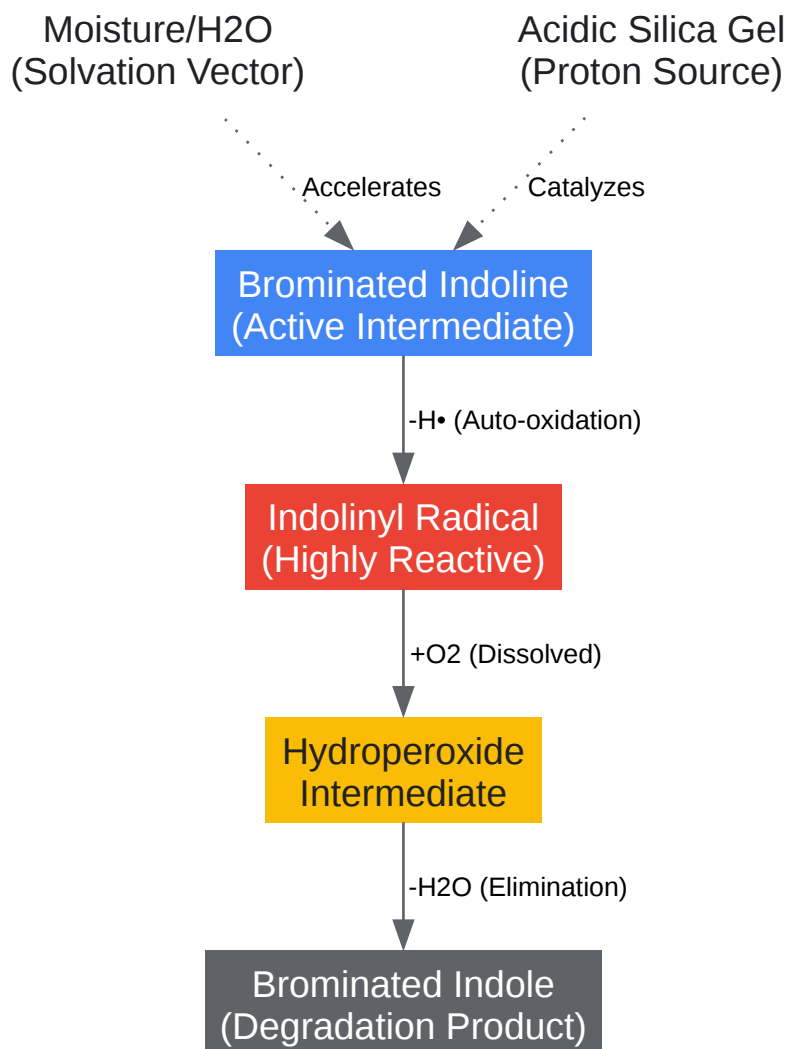 Moisture/H2O
(Solvation Vector)
Acidic Silica Gel
(Proton Source)
Accelerates
Catalyzes
Brominated Indoline
(Active Intermediate)
-H• (Auto-oxidation)
Indolinyl Radical
(Highly Reactive)
+O2 (Dissolved)
Hydroperoxide
Intermediate
-H2O (Elimination)
Brominated Indole
(Degradation Product)